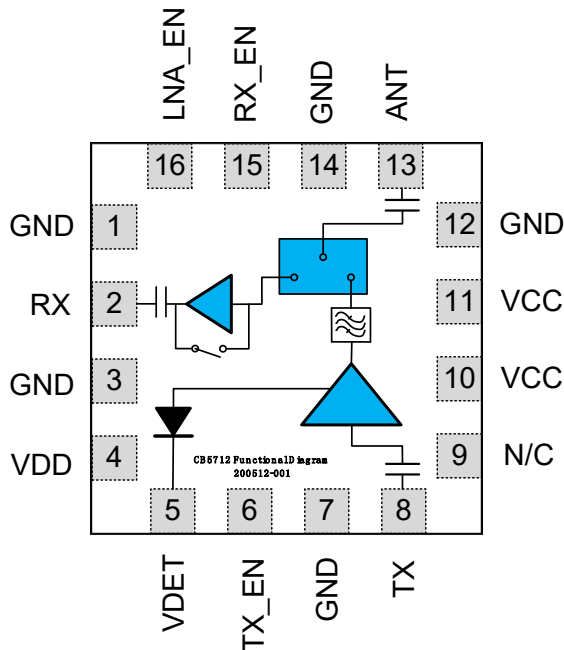 LNA_EN
RX_EN
GND
ANT
16
15
14
13
GND
1
12
GND
RX
2
11
VCC
GND
3
10
VCC
VDD
4
9
N/C
CB5712 Functional Diagram
200512-001
5
6
7
8
VDET
TX_EN
GND
TX